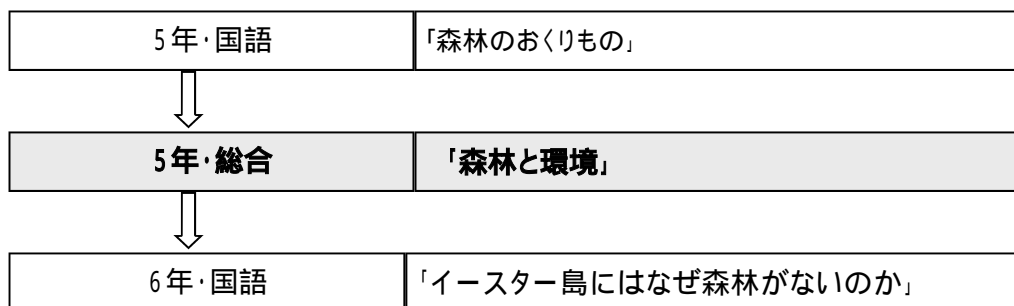 5年・国語 「森林のおくりもの」
5年・総合 「森林と環境」
6年・国語 「イースター島にはなぜ森林がないのか」